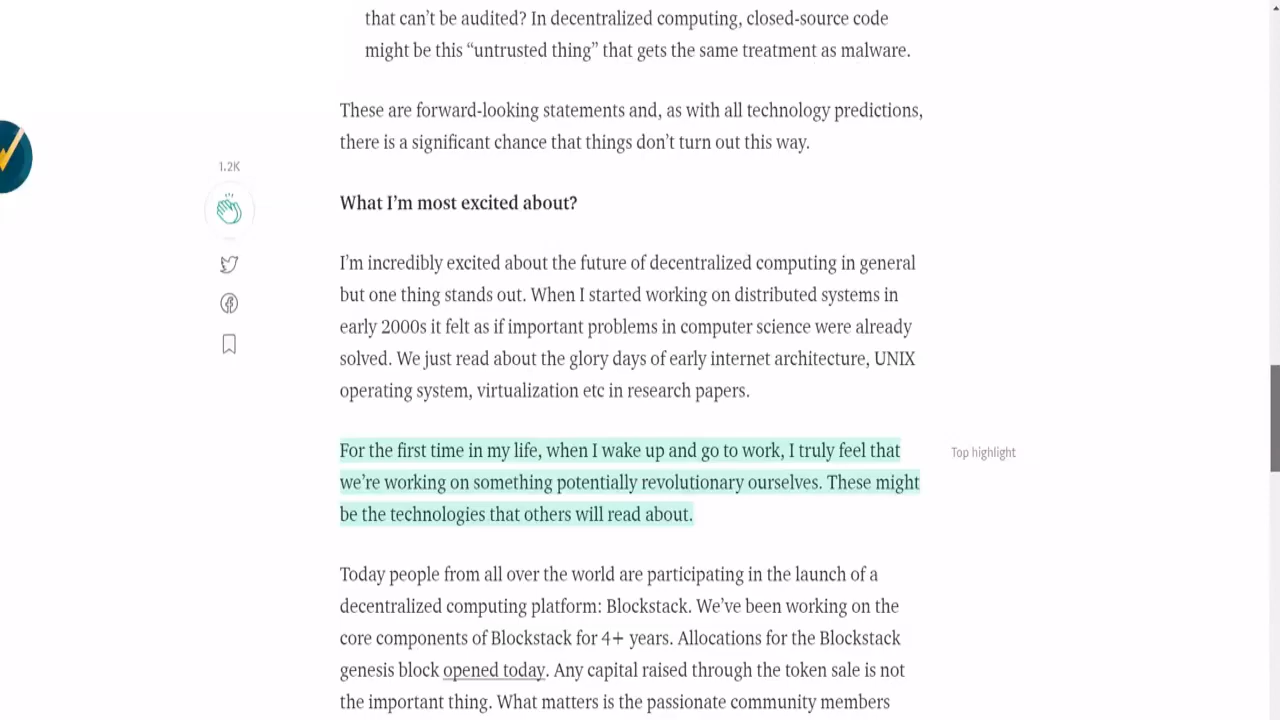 that can’t be audited? In decentralized computing, closed-source code
might be this “untrusted thing” that gets the same treatment as malware.
These are forward-looking statements and, as with all technology predictions,
there is a significant chance that things don’t turn out this way.
1.2K
What I’m most excited about?
I’m incredibly excited about the future of decentralized computing in general
but one thing stands out. When I started working on distributed systems in
early 2000s it felt as if important problems in computer science were already
solved. We just read about the glory days of early internet architecture, UNIX
operating system, virtualization etc in research papers.
For the first time in my life, when I wake up and go to work, I truly feel that
we’re working on something potentially revolutionary ourselves. These might
be the technologies that others will read about.
Top highlight
Today people from all over the world are participating in the launch of a
decentralized computing platform: Blockstack. We’ve been working on the
core components of Blockstack for 4+ years. Allocations for the Blockstack
genesis block opened today. Any capital raised through the token sale is not
the important thing. What matters is the passionate community members